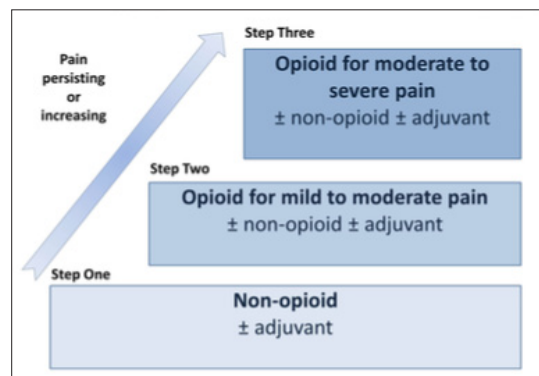 Step Three
Pain
persisting
or
increasing
Opioid for moderate to
severe pain
± non-opioid ± adjuvant
Step Two
Opioid for mild to moderate pain
± non-opioid ± adjuvant
Step One
Non-opioid
± adjuvant